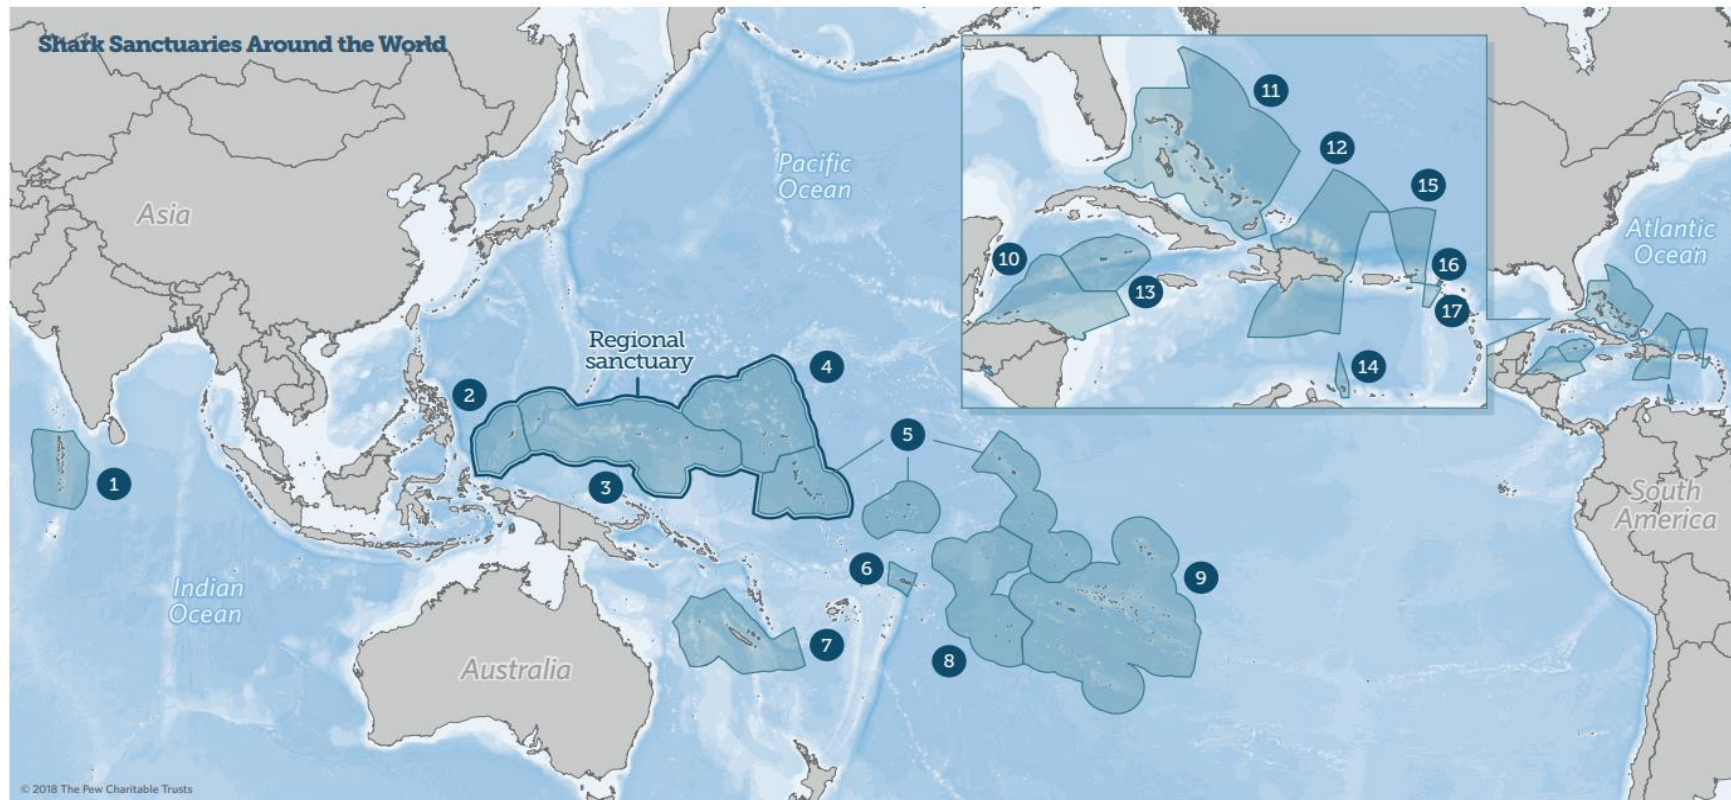 Shark Sanctuaries Around the World
Asia
Pacific
Ocean
Atlantic
Ocean
Regional
sanctuary
Indian
Ocean
Australia
South
America
1
2
3
4
5
6
7
8
9
10
11
12
13
14
15
16
17
© 2018 The Pew Charitable Trusts